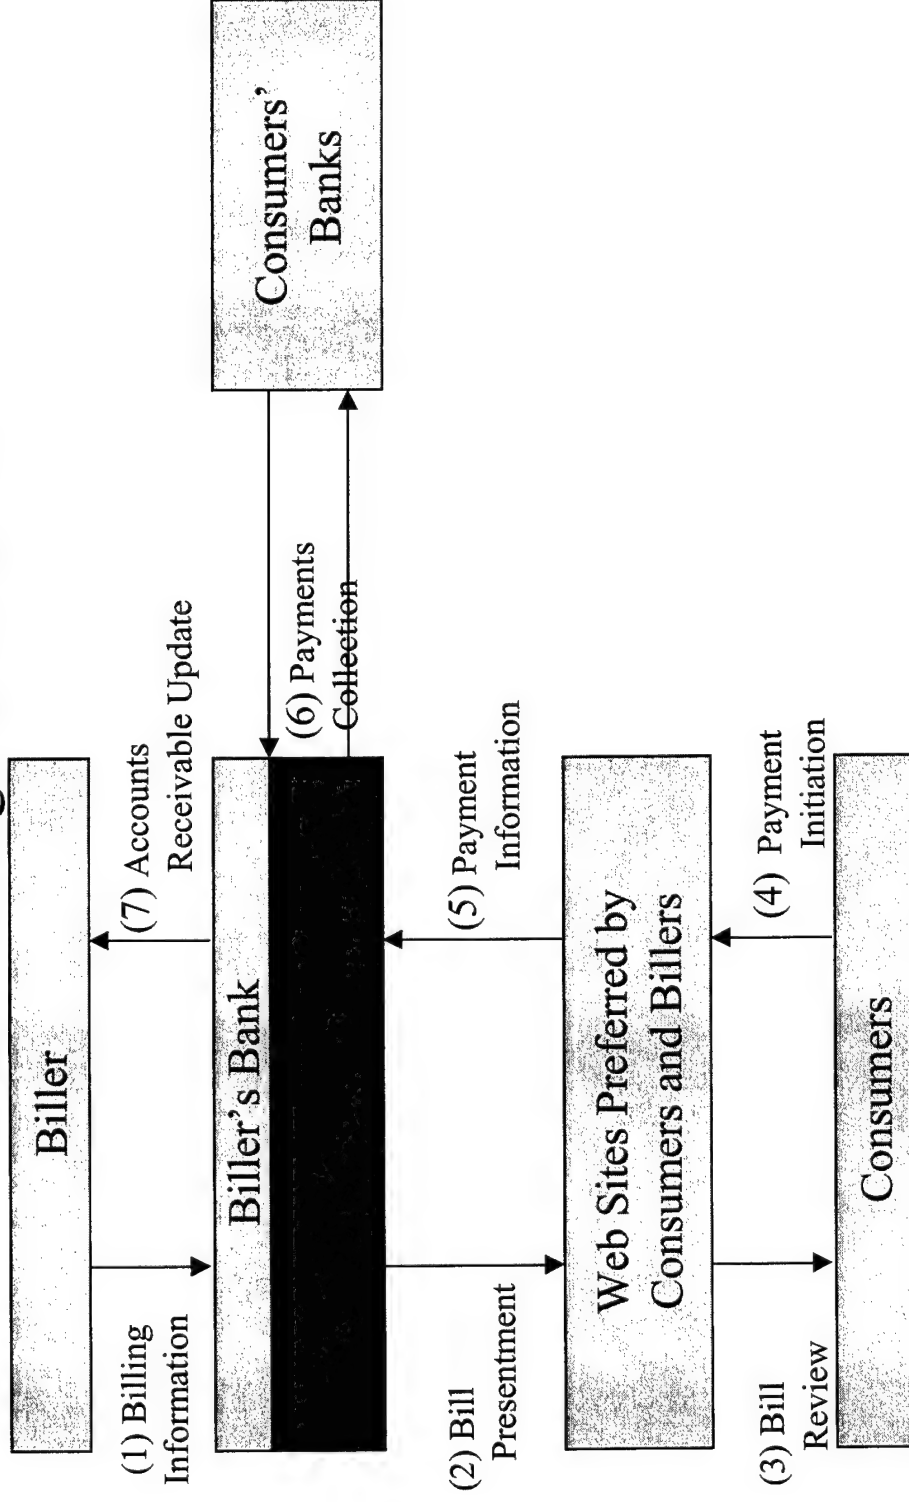 Biller
(1) Billing
Information
(7) Accounts
Receivable Update
Biller's Bank
(6) Payments
Collection
Consumers'
Banks
(2) Bill
Presentment
(5) Payment
Information
Web Sites Preferred by
Consumers and Billers
(3) Bill
Review
(4) Payment
Initiation
Consumers